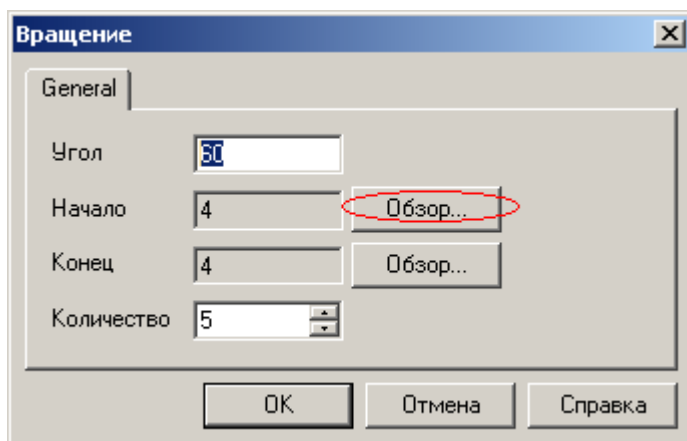 Вращение
General
Угол 60
Начало 4 Обзор...
Конец 4 Обзор...
Количество 5
OK Отмена Справка